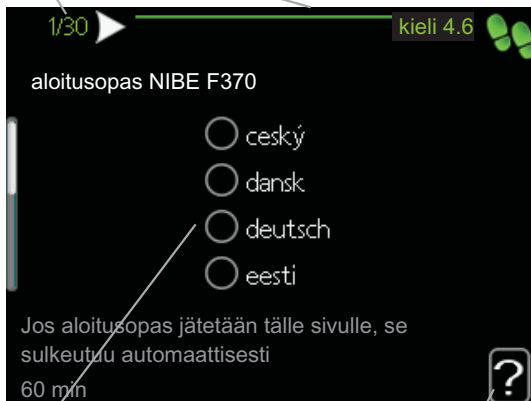 1/30
kieli 4.6
aloitusopas NIBE F370
ceský
dansk
deutsch
eesti
Jos aloitusopas jätetään tälle sivulle, se
sulkeutuu automaattisesti
60 min
?